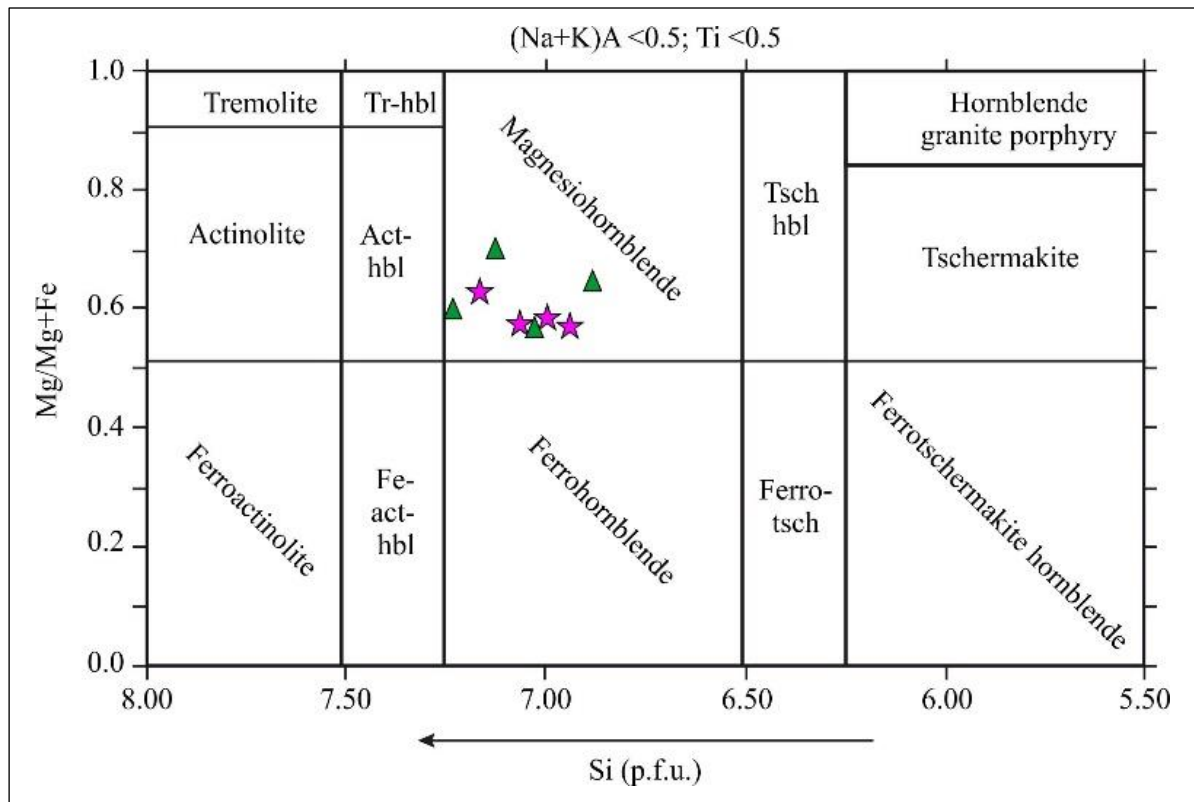 (Na+K)A <0.5; Ti <0.5
1.0
0.8
0.6
0.4
0.2
0.0
Mg/Mg+Fe
Tremolite
Tr-hbl
Magnesiohornblende
Tsch
hbl
Hornblende
granite porphyry
Actinolite
Act-
hbl
Tschermakite
Ferroactinolite
Fe-
act-
hbl
Ferrohornblende
Ferro-
tsch
Ferrotschermakite hornblende
8.00
7.50
7.00
6.50
6.00
5.50
Si (p.f.u.)